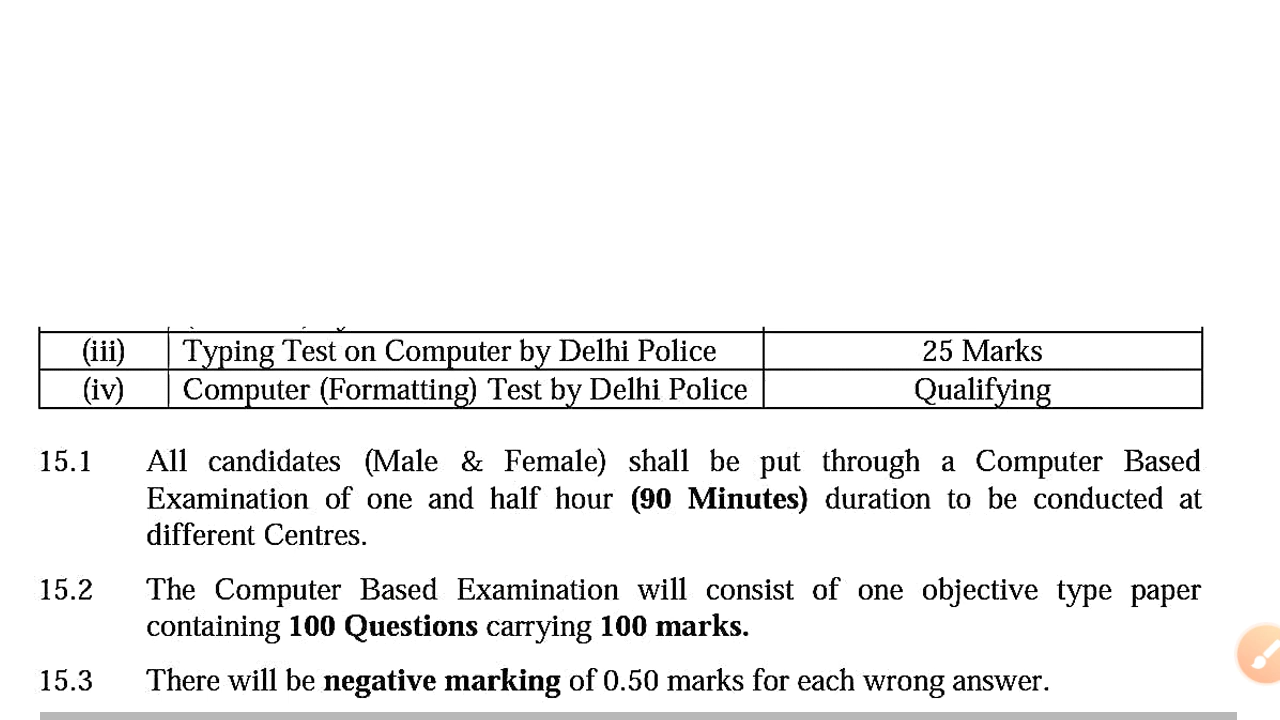 (iii) Typing Test on Computer by Delhi Police 25 Marks
(iv) Computer (Formatting) Test by Delhi Police Qualifying
15.1 All candidates (Male & Female) shall be put through a Computer Based
Examination of one and half hour (90 Minutes) duration to be conducted at
different Centres.
15.2 The Computer Based Examination will consist of one objective type paper
containing 100 Questions carrying 100 marks.
15.3 There will be negative marking of 0.50 marks for each wrong answer.